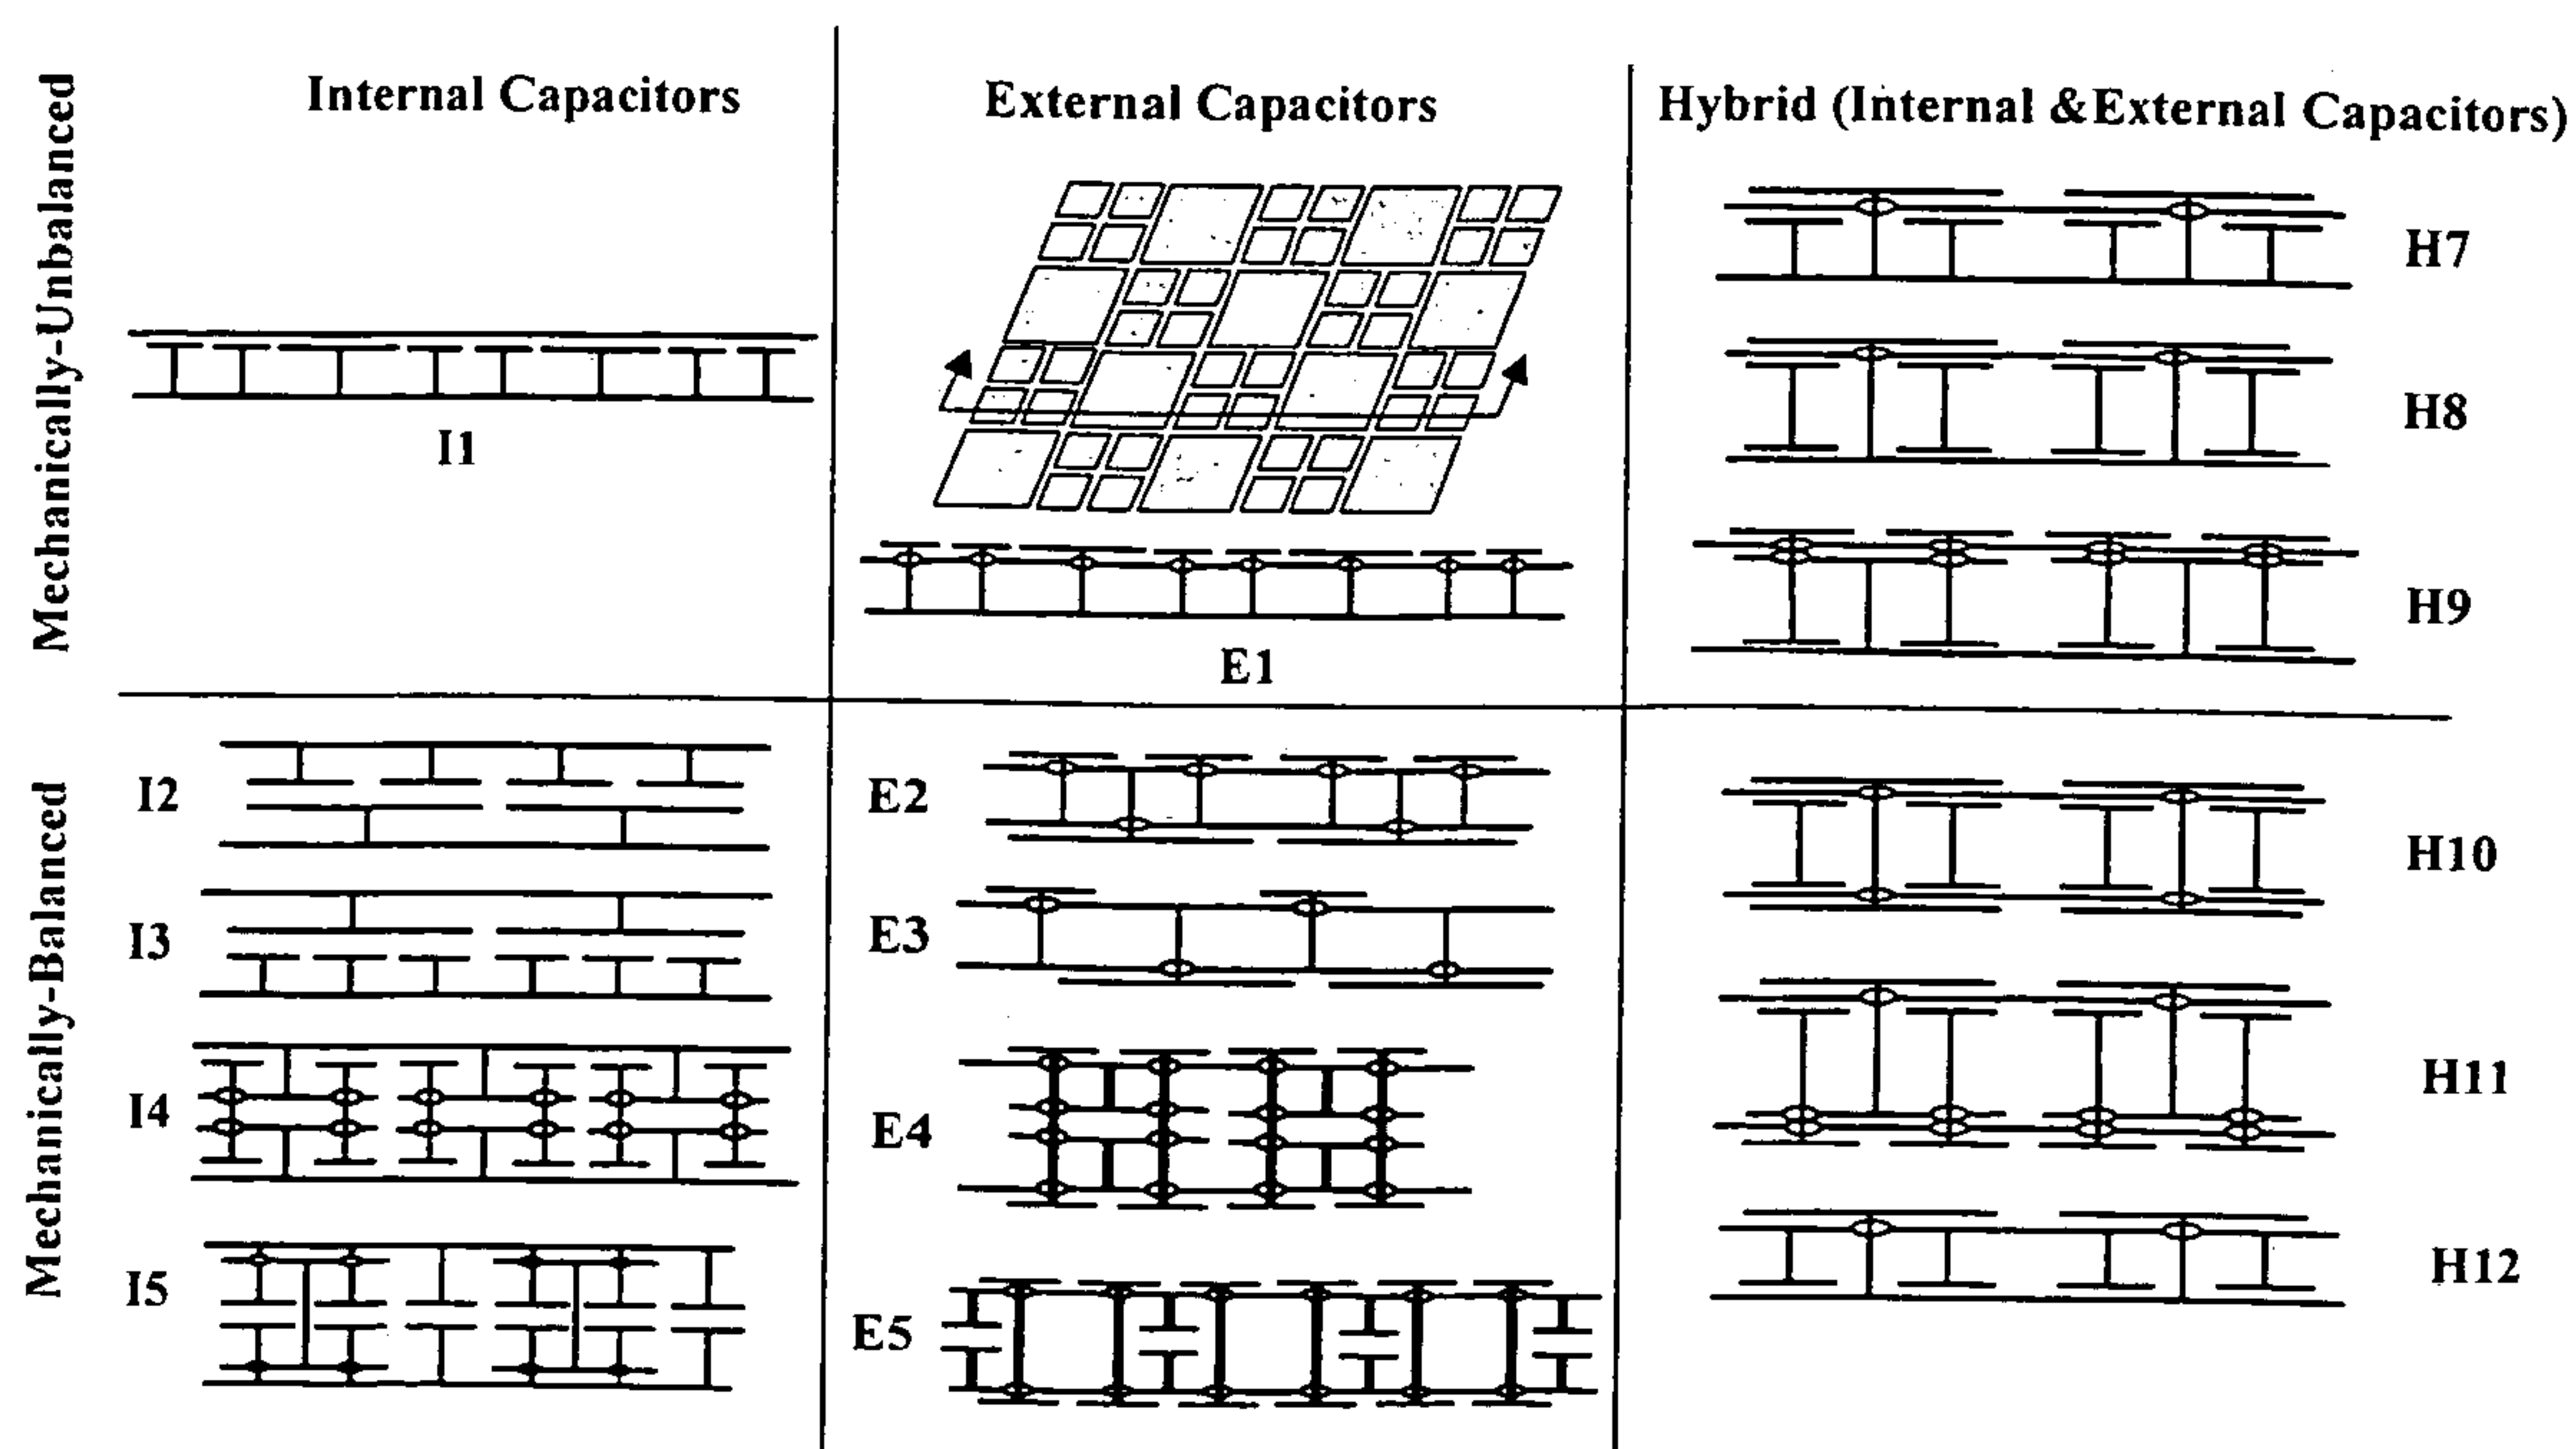 Internal Capacitors
External Capacitors
Hybrid (Internal &External Capacitors)
Mechanically-Unbalanced
I1
E1
H7
H8
H9
Mechanically-Balanced
I2
I3
I4
I5
E2
E3
E4
E5
H10
H11
H12